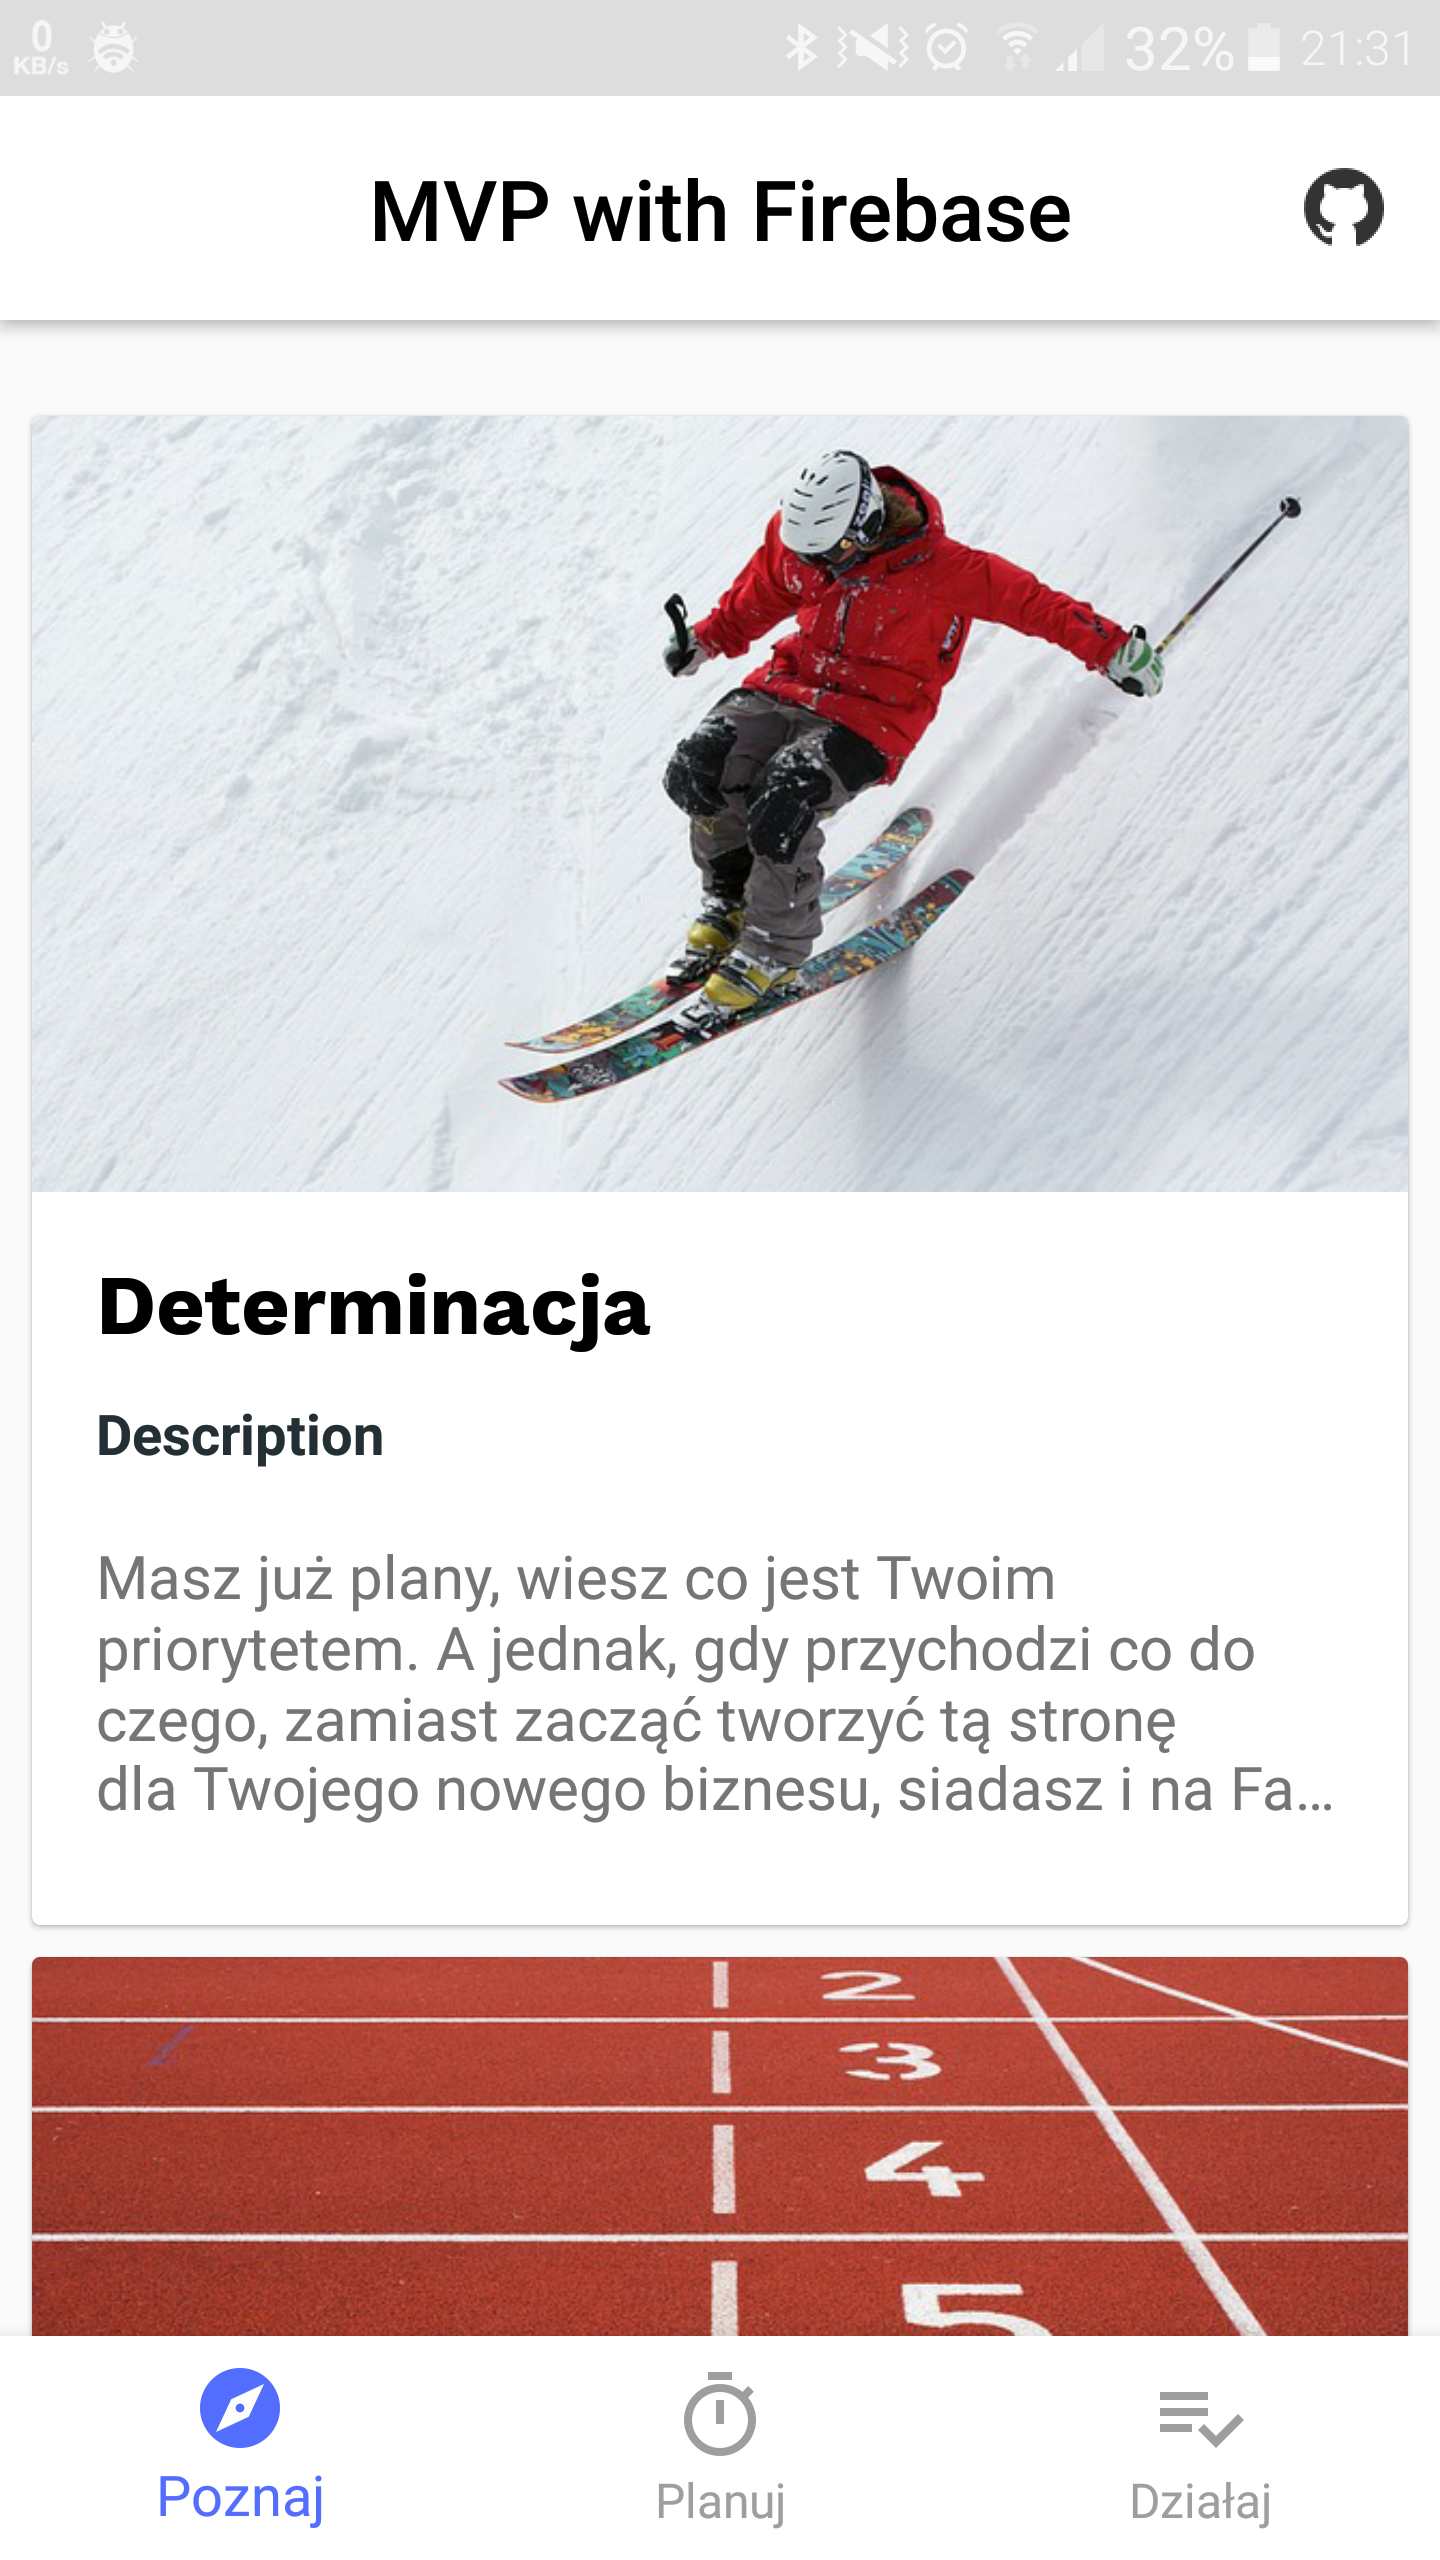 0
KB/s
32%
21:31
MVP with Firebase
Determinacja
Description
Masz już plany, wiesz co jest Twoim
priorytetem. A jednak, gdy przychodzi co do
czego, zamiast zacząć tworzyć tą stronę
dla Twojego nowego biznesu, siadasz i na Fa...
2
3
4
5
Poznaj
Planuj
Działaj